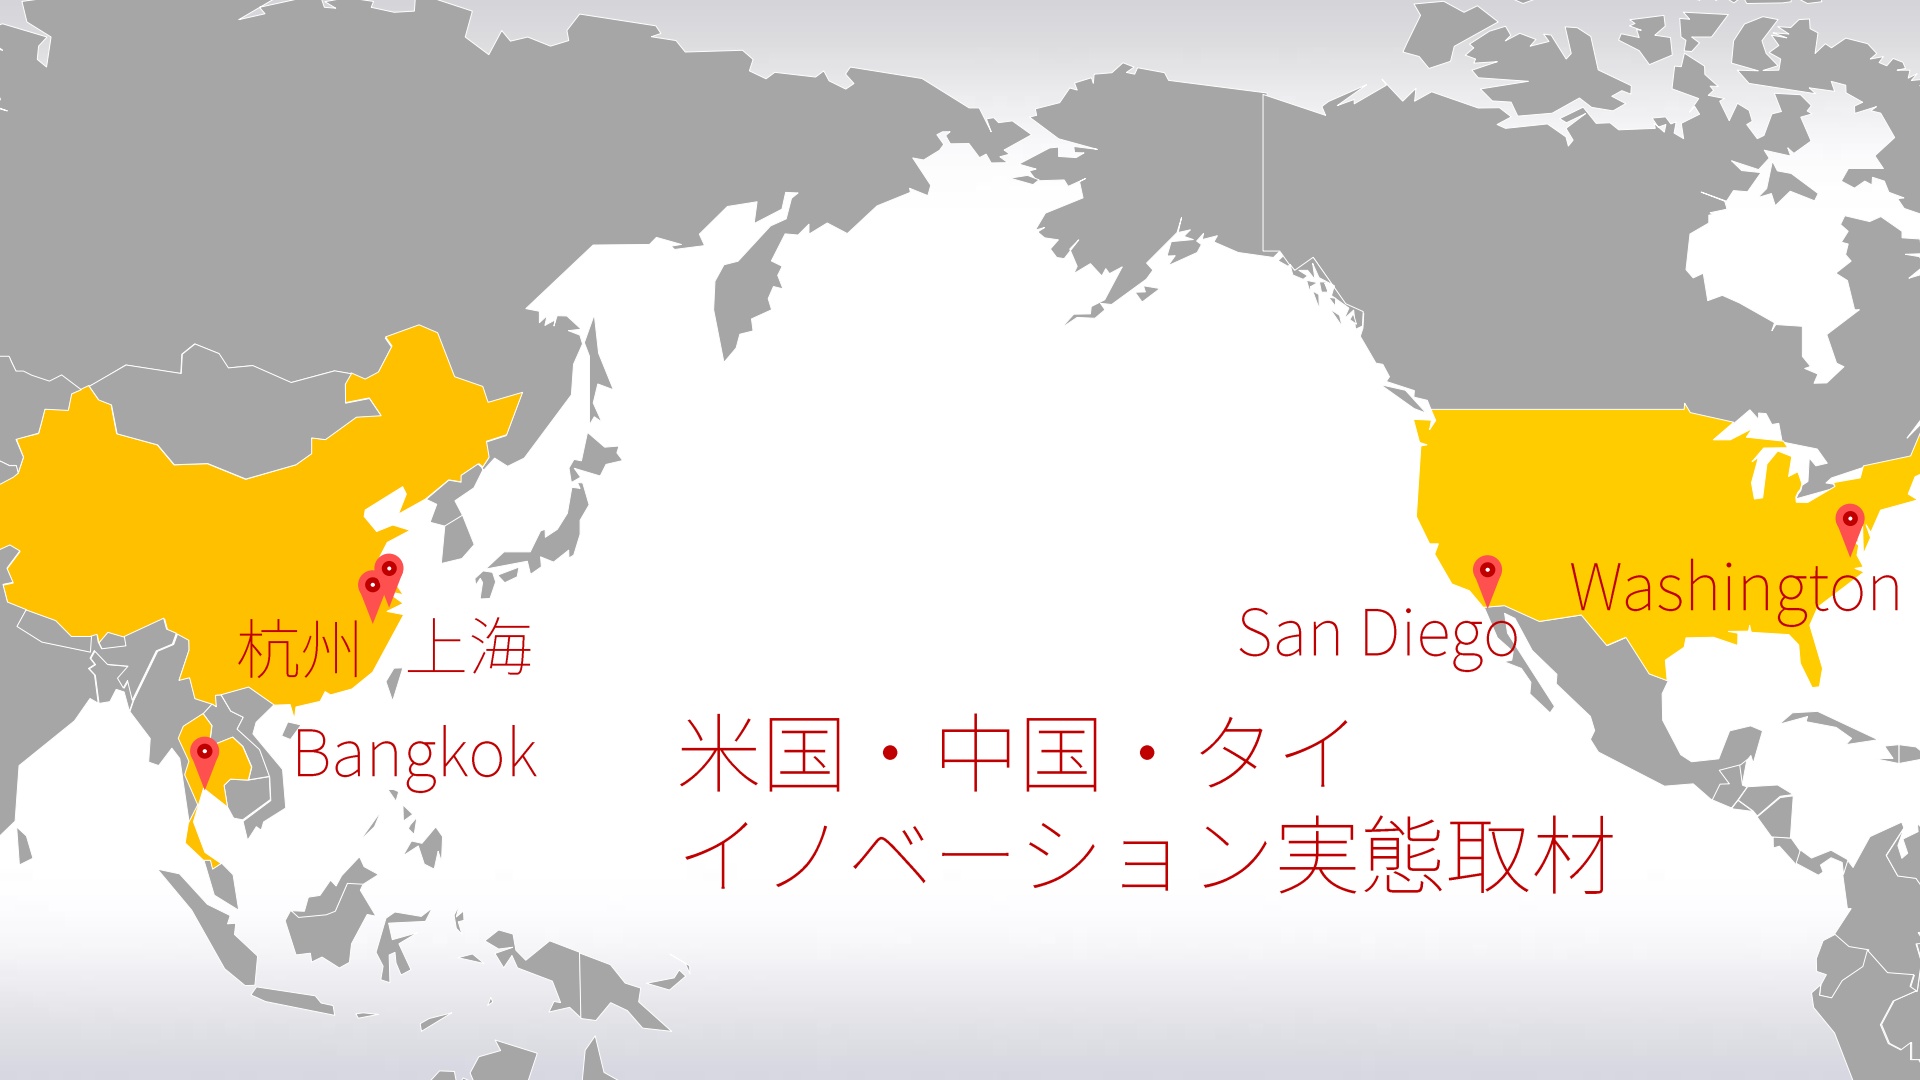 Washington
San Diego
杭州 上海
Bangkok
米国・中国・タイ
イノベーション実態取材